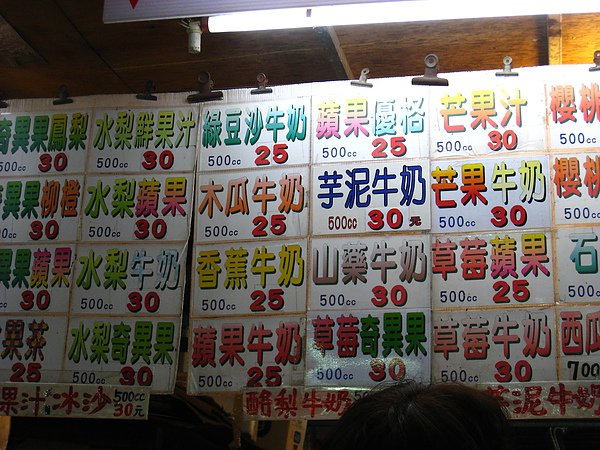 奇異果鳳梨
500cc 30
水梨鮮果汁
500cc 30
綠豆沙牛奶
500cc 25
蘋果優格
500cc 25
芒果汁
500cc 30
櫻桃
500cc
異果柳橙
500cc 30
水梨蘋果
500cc 30
木瓜牛奶
500cc 25
芋泥牛奶
500cc 30元
芒果牛奶
500cc 30
櫻桃
500cc
異果蘋果
500cc 30
水梨牛奶
500cc 30
香蕉牛奶
500cc 25
山藥牛奶
500cc 30
草莓蘋果
500cc 25
石
500cc
果茶
25
水梨奇異果
500cc 30
蘋果牛奶
500cc 25
草莓奇異果
500cc 30
草莓牛奶
500cc 30
西瓜
700
果汁冰沙 500cc 30元
酪梨牛奶
芋泥牛奶